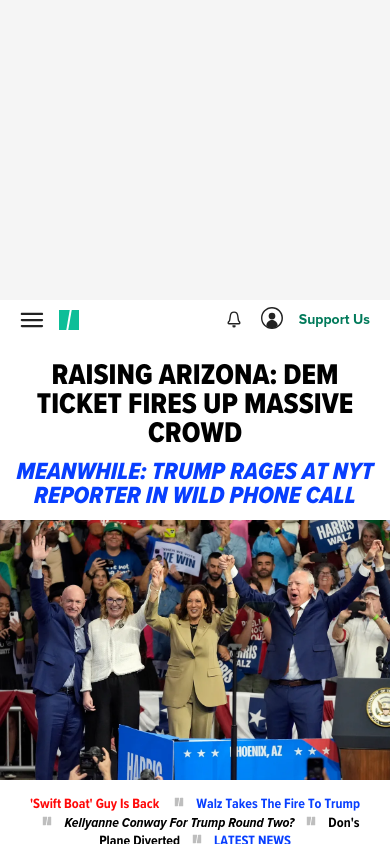 Support Us
RAISING ARIZONA: DEM
TICKET FIRES UP MASSIVE
CROWD
MEANWHILE: TRUMP RAGES AT NYT
REPORTER IN WILD PHONE CALL
HARRIS
WALZ
WE WIN
HARRIS
PHOENIX, AZ
'Swift Boat' Guy Is Back
Walz Takes The Fire To Trump
Kellyanne Conway For Trump Round Two?
Don's
Plane Diverted
LATEST NEWS